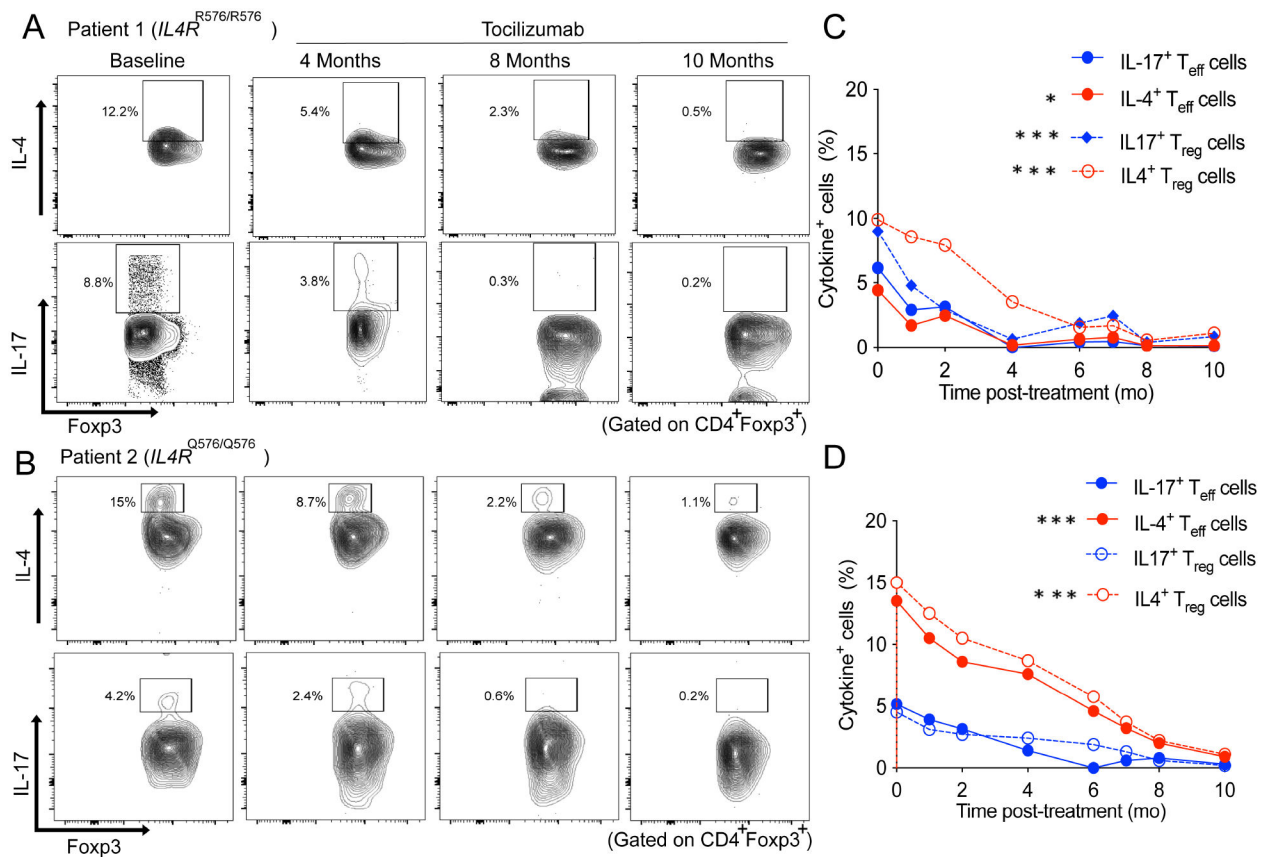 A Patient 1 (IL4R^R576/R576)
Tocilizumab
Baseline 4 Months 8 Months 10 Months
IL-4
12.2% 5.4% 2.3% 0.5%
IL-17
8.8% 3.8% 0.3% 0.2%
Foxp3
(Gated on CD4+Foxp3+)
B Patient 2 (IL4R^Q576/Q576)
IL-4
15% 8.7% 2.2% 1.1%
IL-17
4.2% 2.4% 0.6% 0.2%
Foxp3
(Gated on CD4+Foxp3+)
C
IL-17+ Teff cells
* IL-4+ Teff cells
*** IL17+ Treg cells
*** IL4+ Treg cells
Cytokine+ cells (%)
20
15
10
5
0
0 2 4 6 8 10
Time post-treatment (mo)
D
IL-17+ Teff cells
*** IL-4+ Teff cells
IL17+ Treg cells
*** IL4+ Treg cells
Cytokine+ cells (%)
20
15
10
5
0
0 2 4 6 8 10
Time post-treatment (mo)